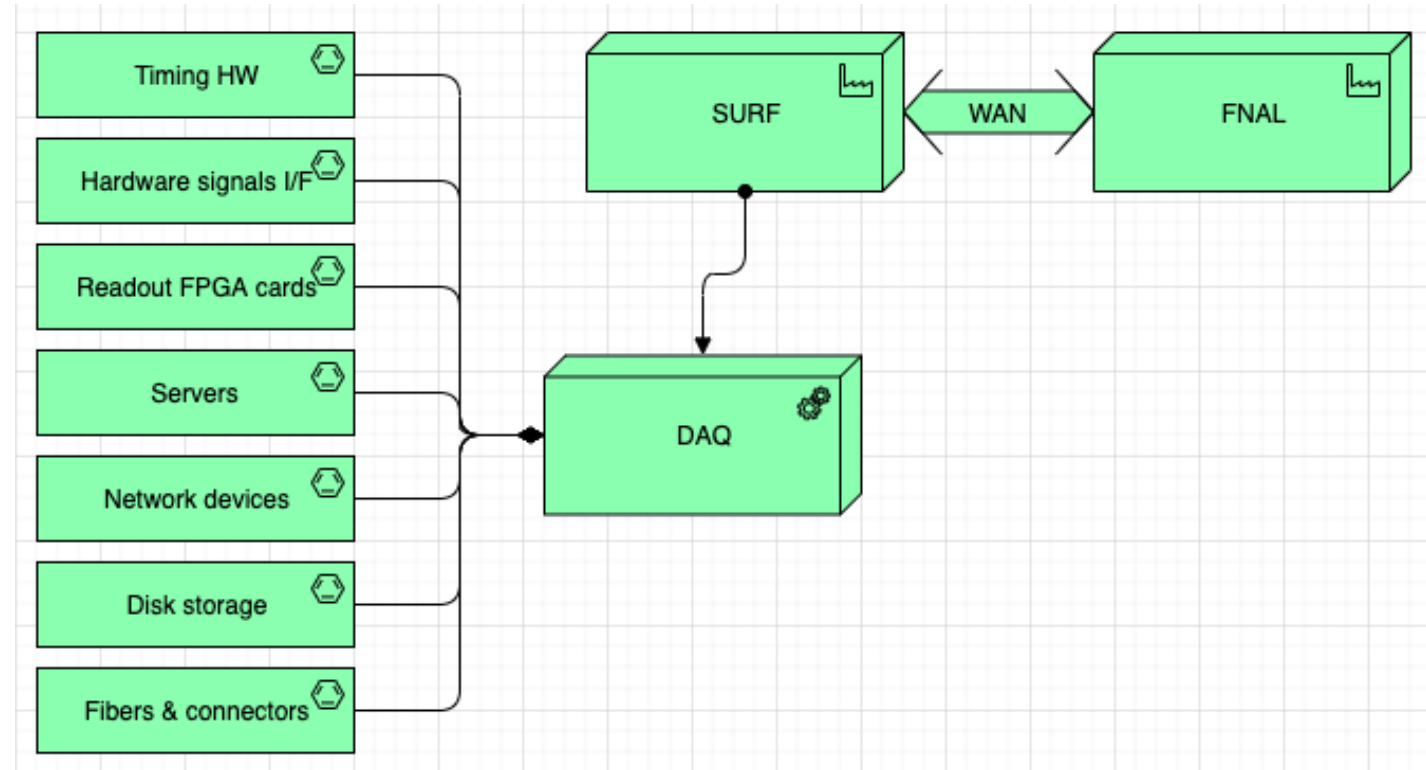 Timing HW
Hardware signals I/F
Readout FPGA cards
Servers
Network devices
Disk storage
Fibers & connectors
SURF
WAN
FNAL
DAQ